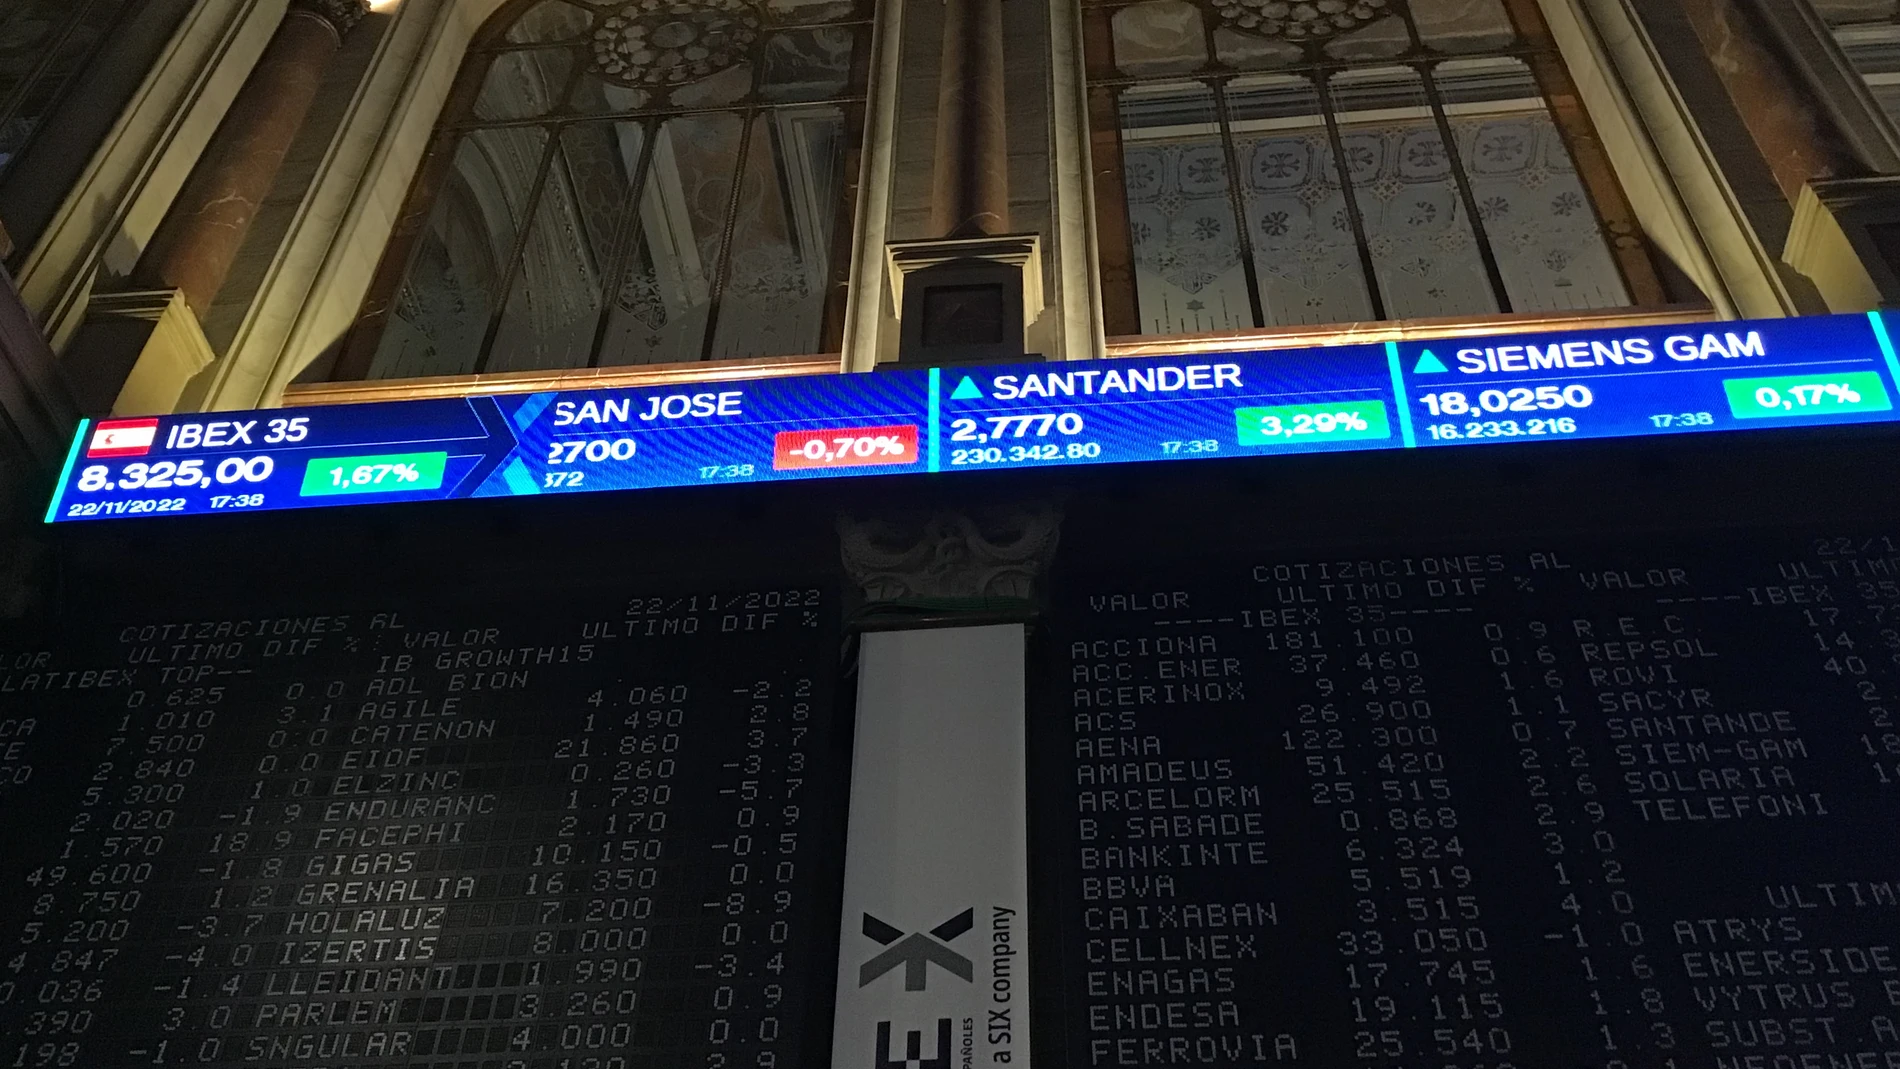 IBEX 35
8.325,00 1,67%
22/11/2022 17:38
SAN JOSE
2700 -0,70%
372 17:38
▲ SANTANDER
2,7770 3,29%
230.342.80 17:38
▲ SIEMENS GAM
18,0250 0,17%
16.233.216 17:38
COTIZACIONES AL 22/11/2022
LOR ULTIMO DIF % VALOR ULTIMO DIF %
LATIBEX TOP-- IB GROWTH15
0.625 0.0 ADL BION 4.060 -2.2
1.010 3.1 AGILE 1.490 2.8
7.500 0.0 CATENON 21.860 3.7
2.840 0.0 EIDF 0.260 -3.3
5.300 1.0 ELZINC 1.730 -5.7
2.020 -1.9 ENDURANC 2.170 0.9
1.570 18.9 FACEPHI 10.150 -0.5
49.600 -1.8 GIGAS 16.350 0.0
8.750 1.2 GRENALIA 7.200 -8.9
5.200 -3.7 HOLALUZ 8.000 0.0
4.847 -4.0 IZERTIS 1.990 -3.4
0.036 -1.4 LLEIDANT 3.260 0.9
.390 3.0 PARLEM 4.000 0.0
198 -1.0 SNGULAR
EX
a SIX company
PAÑOLES
COTIZACIONES AL 22/1
VALOR ULTIMO DIF % VALOR ULTIM
----IBEX 35---- ----IBEX 35
ACCIONA 181.100 0.9 R.E.C.
ACC.ENER 37.460 0.6 REPSOL
ACERINOX 9.492 1.6 ROVI
ACS 26.900 1.1 SACYR
AENA 122.300 0.7 SANTANDE
AMADEUS 51.420 2.2 SIEM-GAM
ARCELORM 25.515 2.6 SOLARIA
B.SABADE 0.868 2.9 TELEFONI
BANKINTE 6.324 3.0
BBVA 5.519 1.2
CAIXABAN 3.515 4.0 ULTIM
CELLNEX 33.050 -1.0 ATRYS
ENAGAS 17.745 1.6 ENERSIDE
ENDESA 19.115 1.8 VYTRUS
FERROVIA 25.540 1.3 SUBST.A